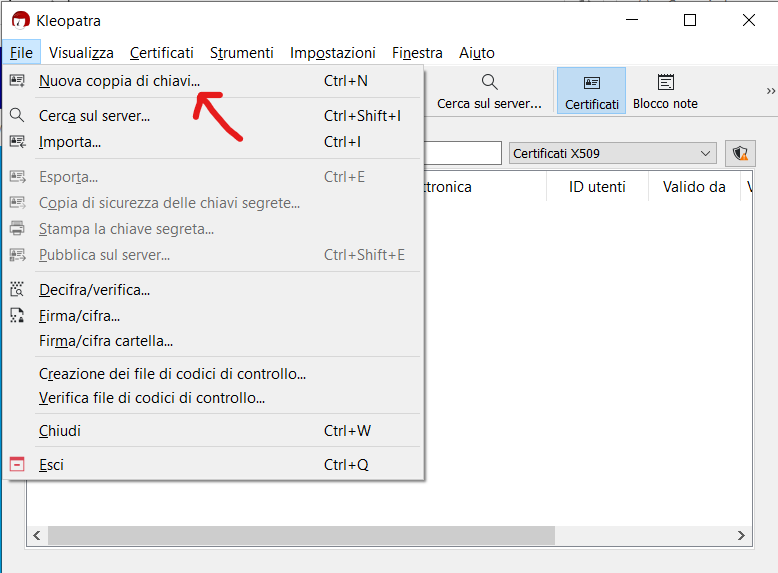 Kleopatra
File Visualizza Certificati Strumenti Impostazioni Finestra Aiuto
Nuova coppia di chiavi... Ctrl+N
Cerca sul server... Ctrl+Shift+I
Importa... Ctrl+I
Esporta... Ctrl+E
Copia di sicurezza delle chiavi segrete...
Stampa la chiave segreta...
Pubblica sul server... Ctrl+Shift+E
Decifra/verifica...
Firma/cifra...
Firma/cifra cartella...
Creazione dei file di codici di controllo...
Verifica file di codici di controllo...
Chiudi Ctrl+W
Esci Ctrl+Q
Cerca sul server... Certificati Blocco note
Certificati X509
ttronica ID utenti Valido da